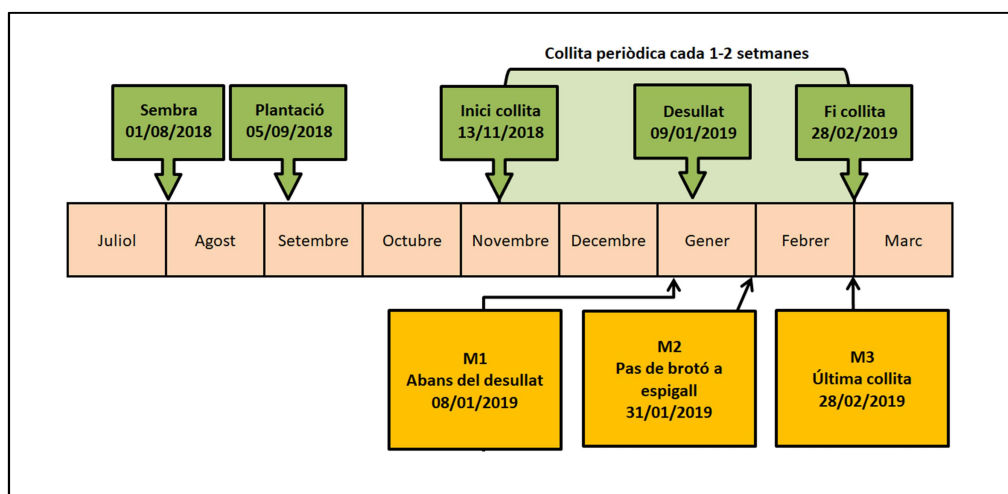 Collita periòdica cada 1-2 setmanes
Sembra
01/08/2018
Plantació
05/09/2018
Inici collita
13/11/2018
Desullat
09/01/2019
Fi collita
28/02/2019
Juliol
Agost
Setembre
Octubre
Novembre
Decembre
Gener
Febrer
Marc
M1
Abans del desullat
08/01/2019
M2
Pas de brotó a
espigall
31/01/2019
M3
Última collita
28/02/2019